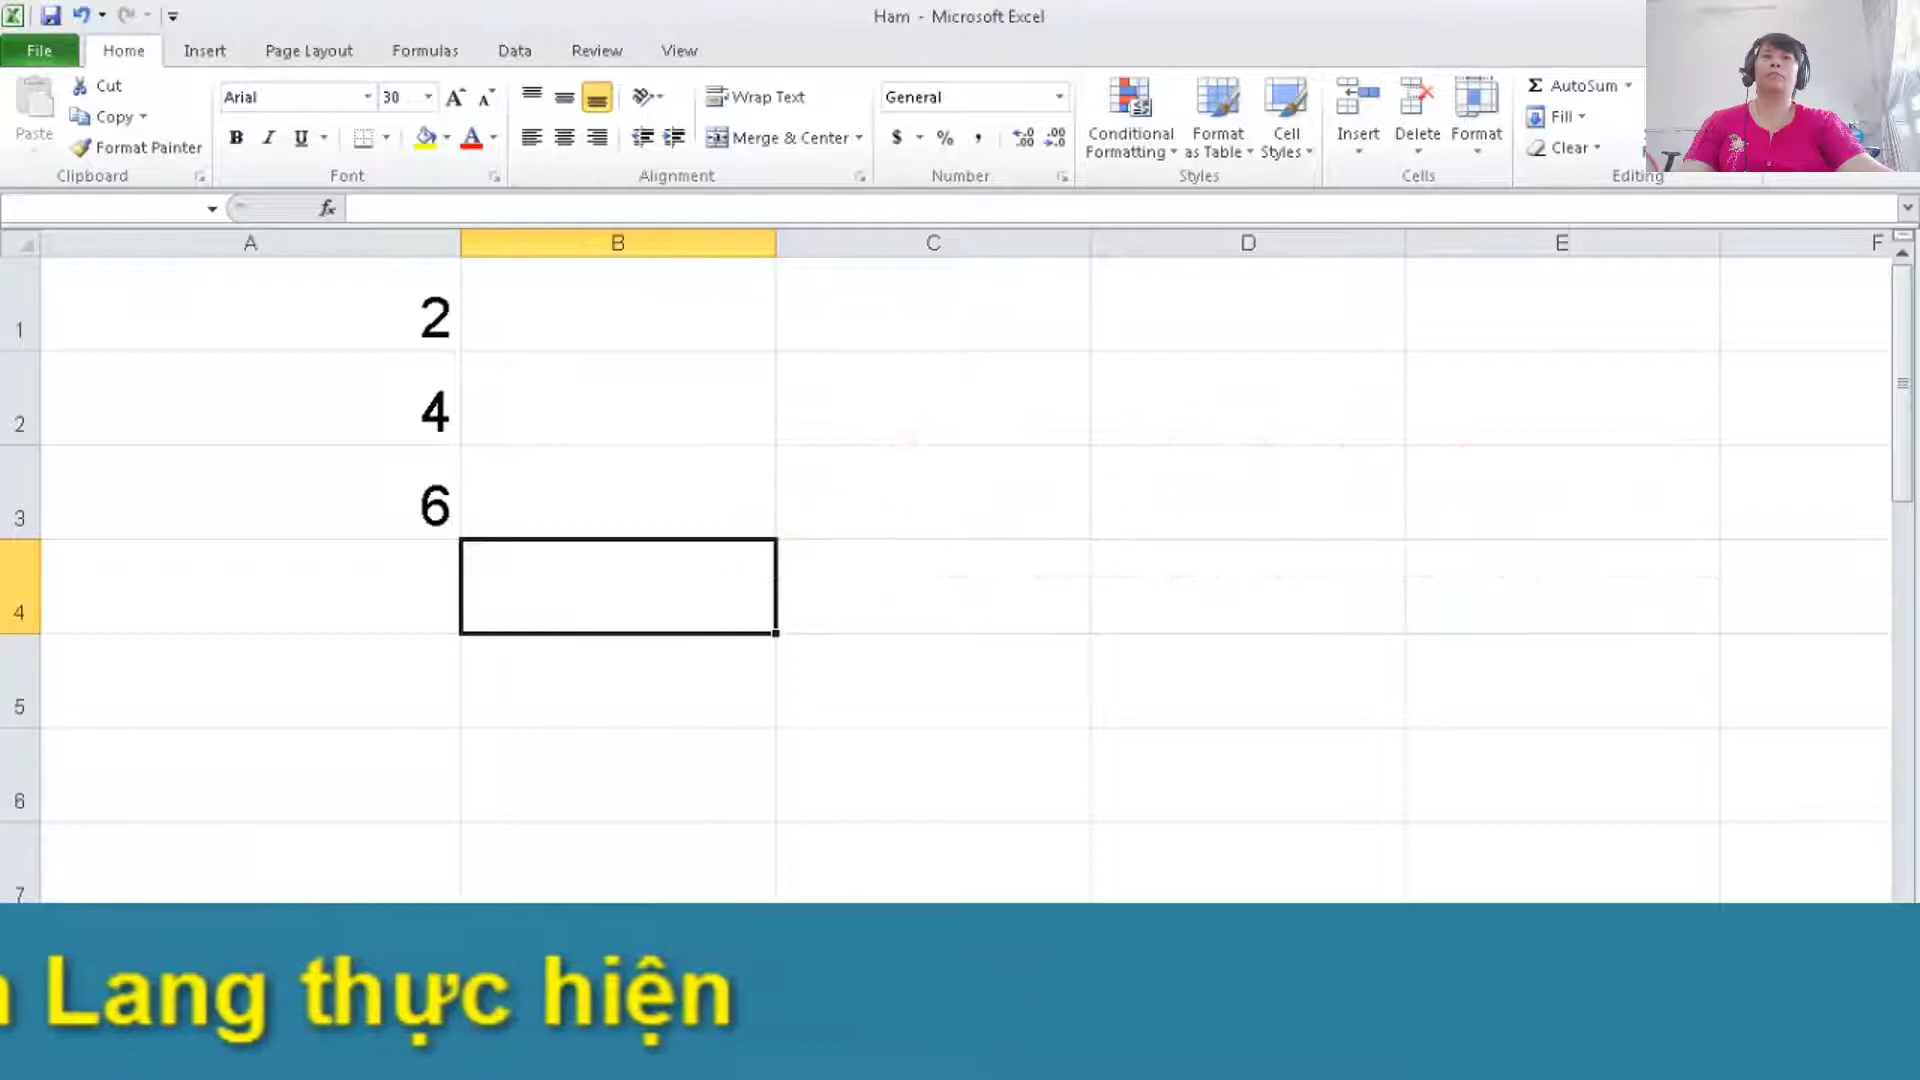 Ham - Microsoft Excel
File Home Insert Page Layout Formulas Data Review View
Cut
Copy
Format Painter
Paste
Clipboard
Arial 30
B I U A
Font
Wrap Text
Merge & Center
Alignment
General
$ % ,
Number
Conditional Formatting
Format as Table
Cell Styles
Styles
Insert Delete Format
Cells
Σ AutoSum
Fill
Clear
Editing
fx
A B C D E F
1 2
2 4
3 6
4
5
6
7
Lang thực hiện